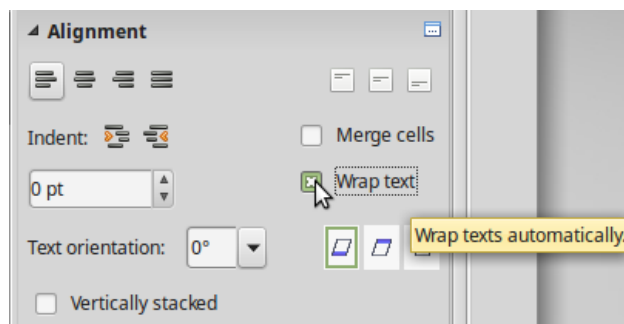 Alignment
Indent:
Merge cells
0 pt
Wrap text
Text orientation: 0°
Wrap texts automatically.
Vertically stacked